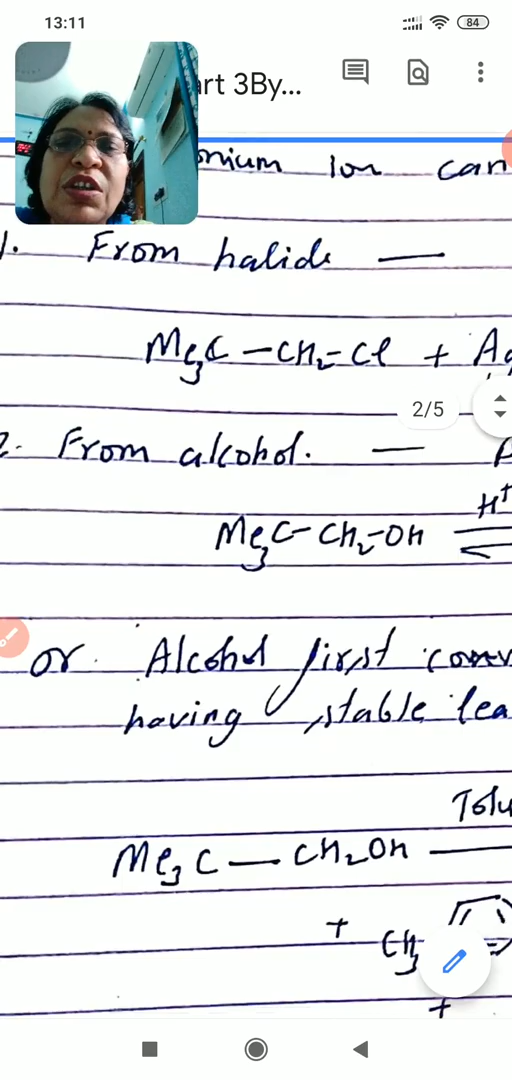 13:11
84
art 3By...
onium Ion can
1. From halide —
Me3C-CH2-Cl + Ag
2/5
2. From alcohol. —
H+
Me3C-CH2-OH ⇌
or Alcohol first conv
having stable lea
Tolu
Me3C — CH2OH —
+ CH3
+